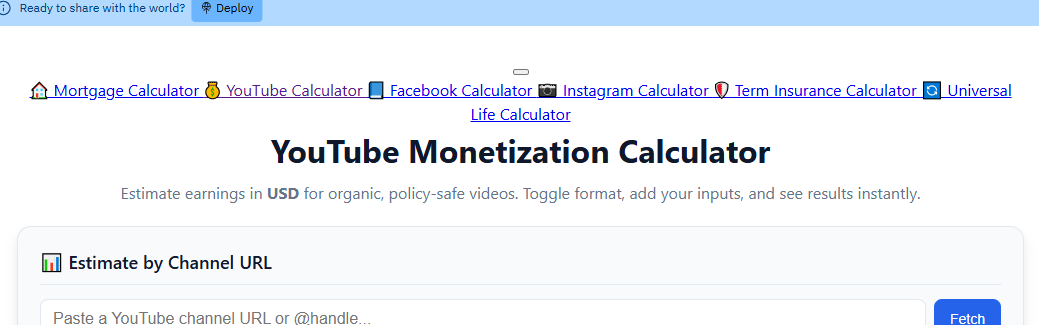 Ready to share with the world? Deploy
Mortgage Calculator YouTube Calculator Facebook Calculator Instagram Calculator Term Insurance Calculator Universal
Life Calculator
YouTube Monetization Calculator
Estimate earnings in USD for organic, policy-safe videos. Toggle format, add your inputs, and see results instantly.
Estimate by Channel URL
Paste a YouTube channel URL or @handle... Fetch